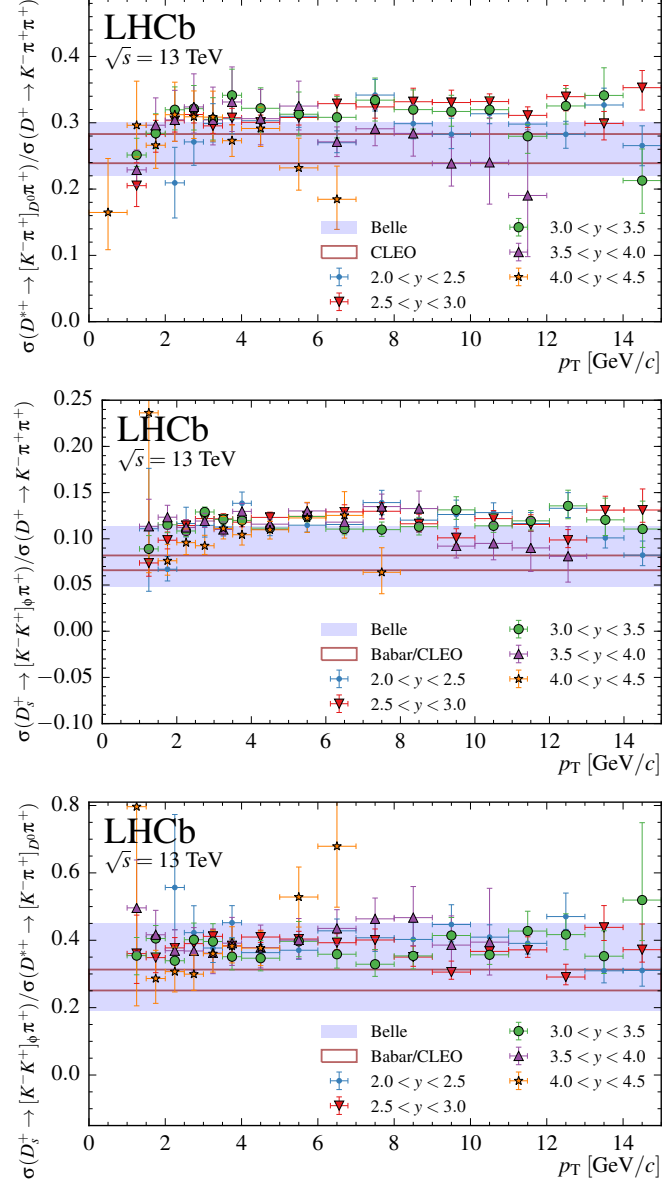 LHCb
√s = 13 TeV
σ(D*+ → [K−π+]D0π+)/σ(D+ → K−π+π+)
0.4
0.3
0.2
0.1
0.0
Belle
CLEO
2.0 < y < 2.5
2.5 < y < 3.0
3.0 < y < 3.5
3.5 < y < 4.0
4.0 < y < 4.5
0 2 4 6 8 10 12 14
pT [GeV/c]
LHCb
√s = 13 TeV
σ(Ds+ → [K−K+]ϕπ+)/σ(D+ → K−π+π+)
0.25
0.20
0.15
0.10
0.05
0.00
−0.05
−0.10
Belle
Babar/CLEO
2.0 < y < 2.5
2.5 < y < 3.0
3.0 < y < 3.5
3.5 < y < 4.0
4.0 < y < 4.5
0 2 4 6 8 10 12 14
pT [GeV/c]
LHCb
√s = 13 TeV
σ(Ds+ → [K−K+]ϕπ+)/σ(D*+ → [K−π+]D0π+)
0.8
0.6
0.4
0.2
0.0
Belle
Babar/CLEO
2.0 < y < 2.5
2.5 < y < 3.0
3.0 < y < 3.5
3.5 < y < 4.0
4.0 < y < 4.5
0 2 4 6 8 10 12 14
pT [GeV/c]